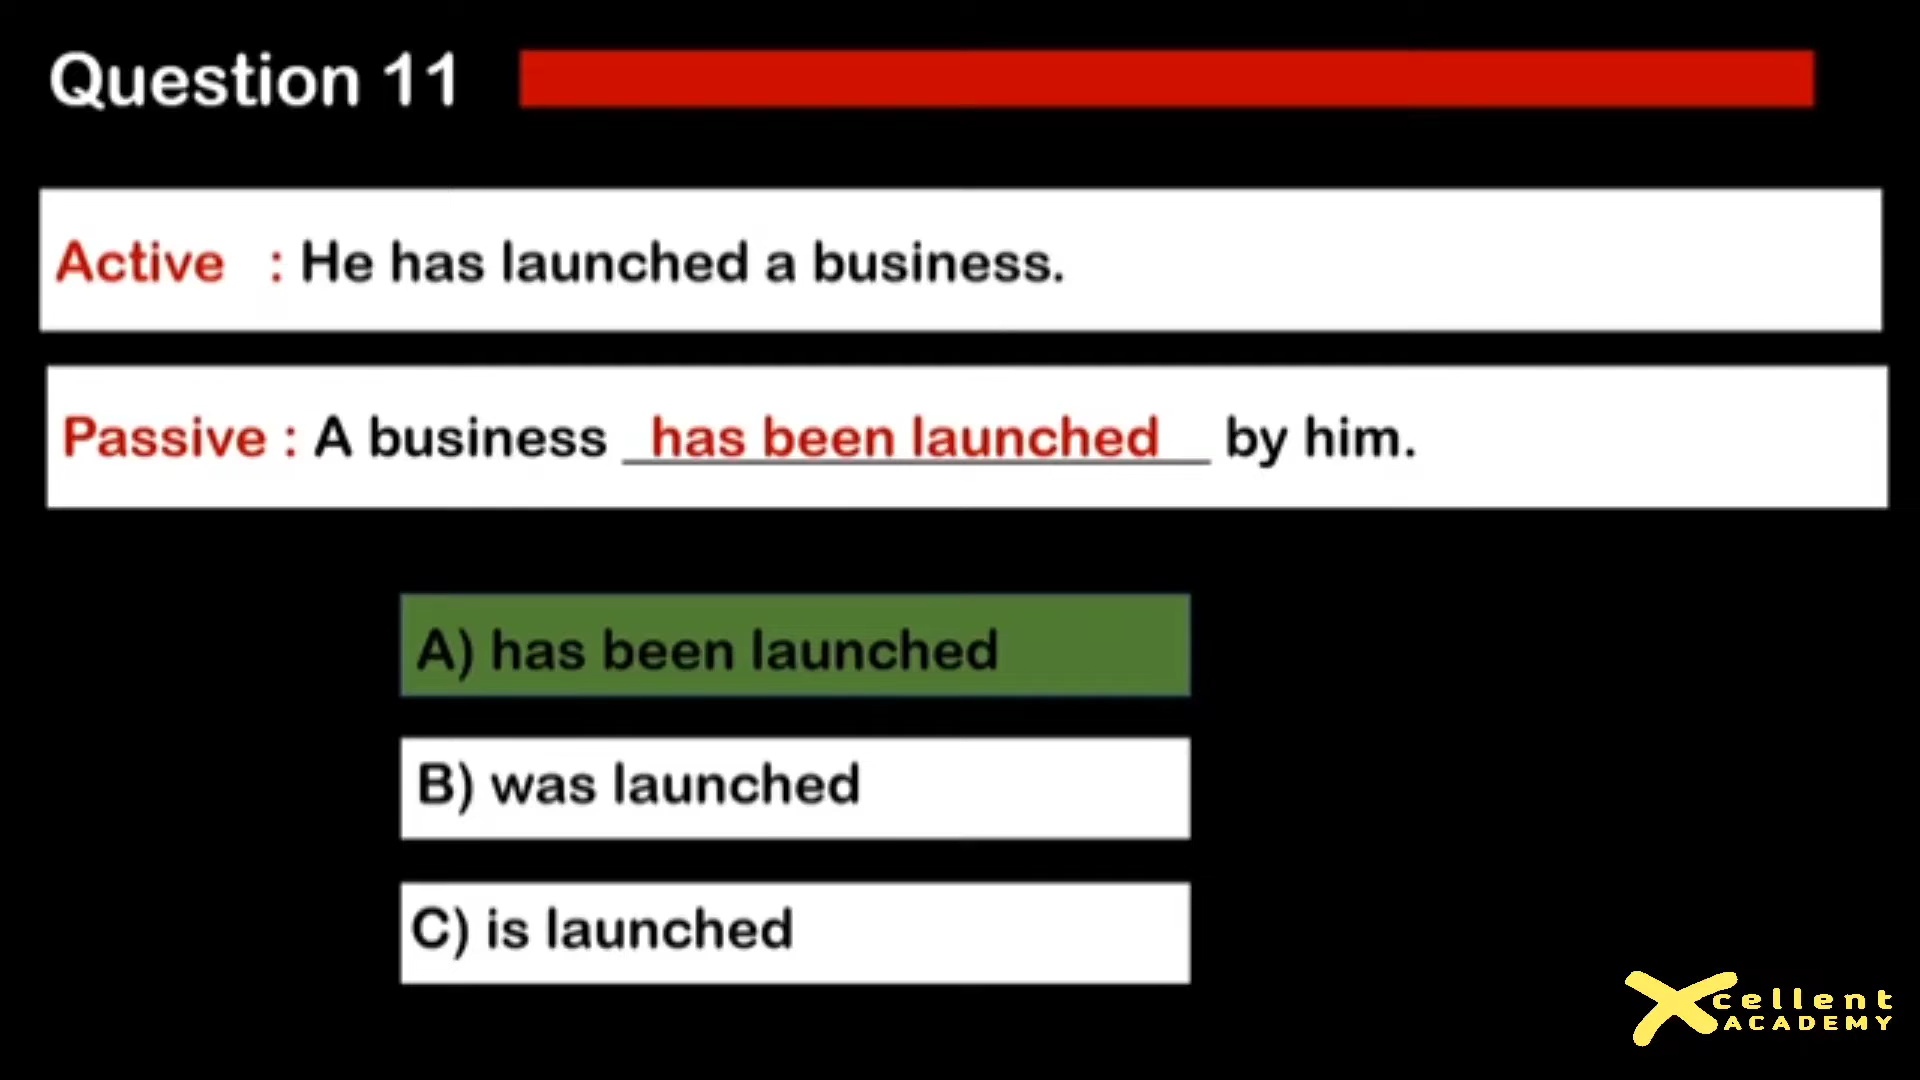 Question 11
Active : He has launched a business.
Passive : A business has been launched by him.
A) has been launched
B) was launched
C) is launched
Xcellent
ACADEMY